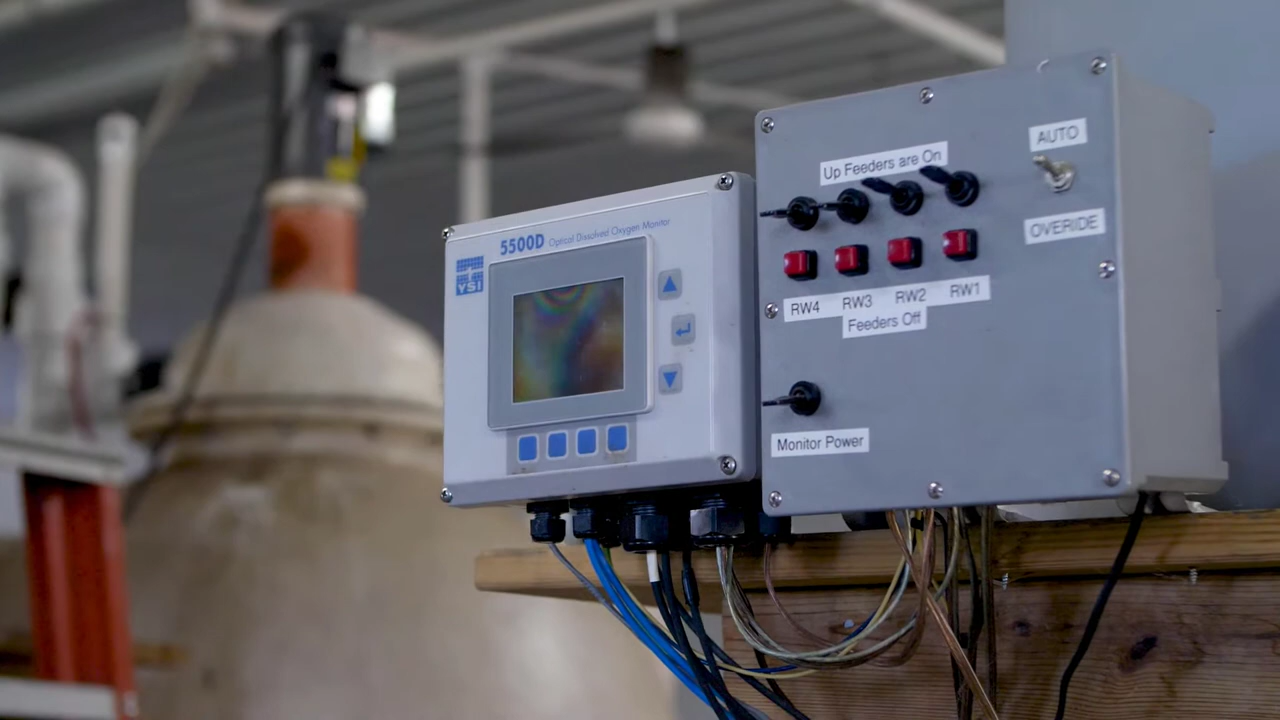 5500D Optical Dissolved Oxygen Monitor
YSI
Up Feeders are On
AUTO
OVERIDE
RW4 RW3 RW2 RW1
Feeders Off
Monitor Power